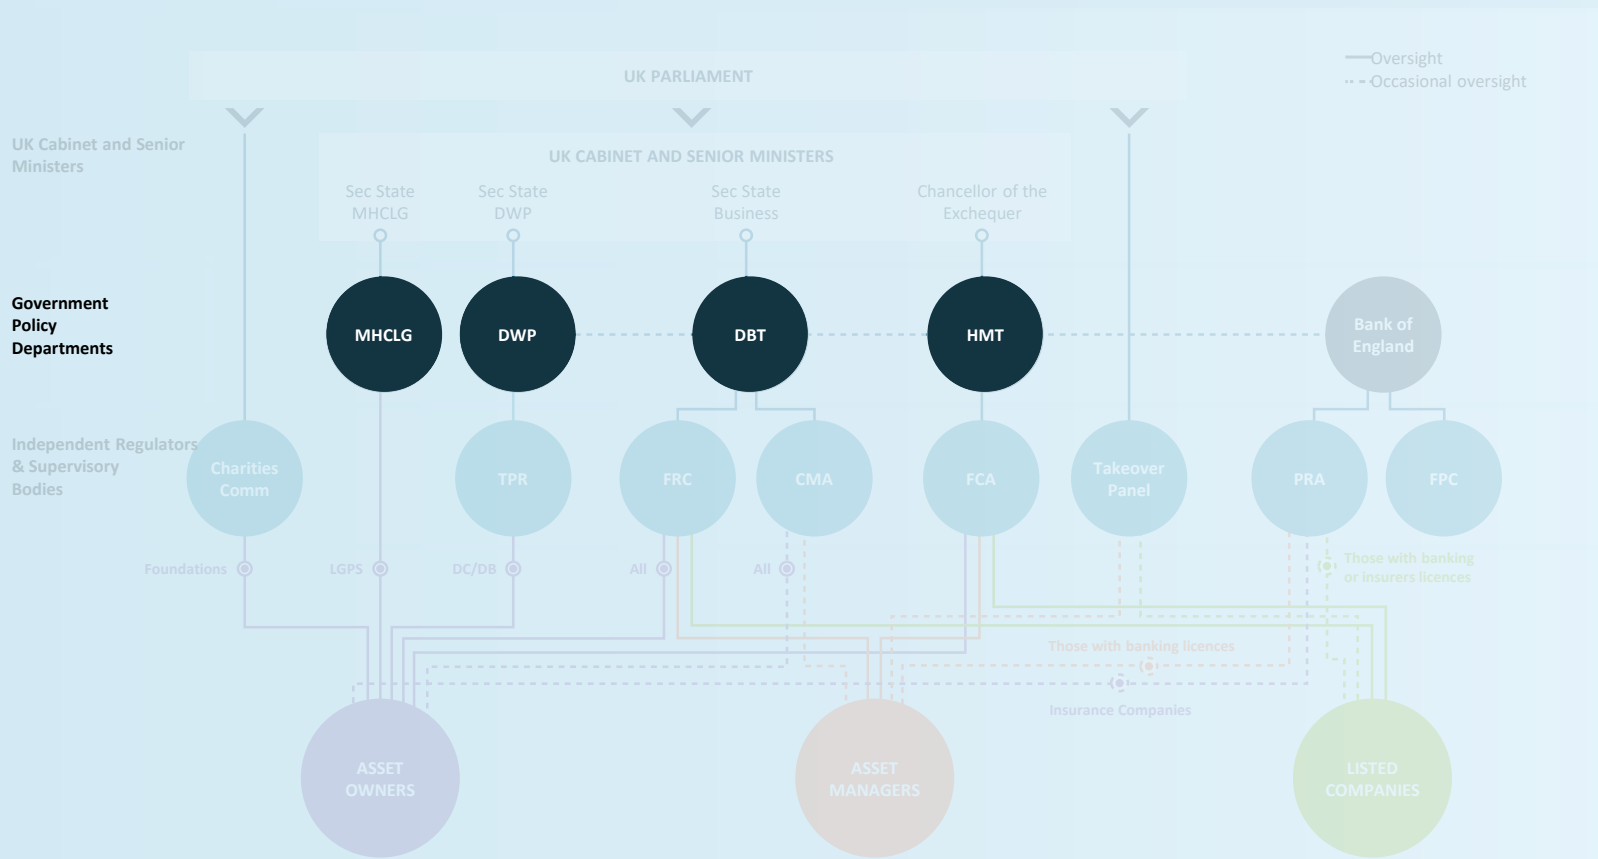 UK PARLIAMENT
Oversight
Occasional oversight
UK Cabinet and Senior
Ministers
UK CABINET AND SENIOR MINISTERS
Sec State
MHCLG
Sec State
DWP
Sec State
Business
Chancellor of the
Exchequer
Government
Policy
Departments
MHCLG
DWP
DBT
HMT
Bank of
England
Independent Regulators
& Supervisory
Bodies
Charities
Comm
TPR
FRC
CMA
FCA
Takeover
Panel
PRA
FPC
Foundations
LGPS
DC/DB
All
All
Those with banking
or insurers licences
Those with banking licences
Insurance Companies
ASSET
OWNERS
ASSET
MANAGERS
LISTED
COMPANIES